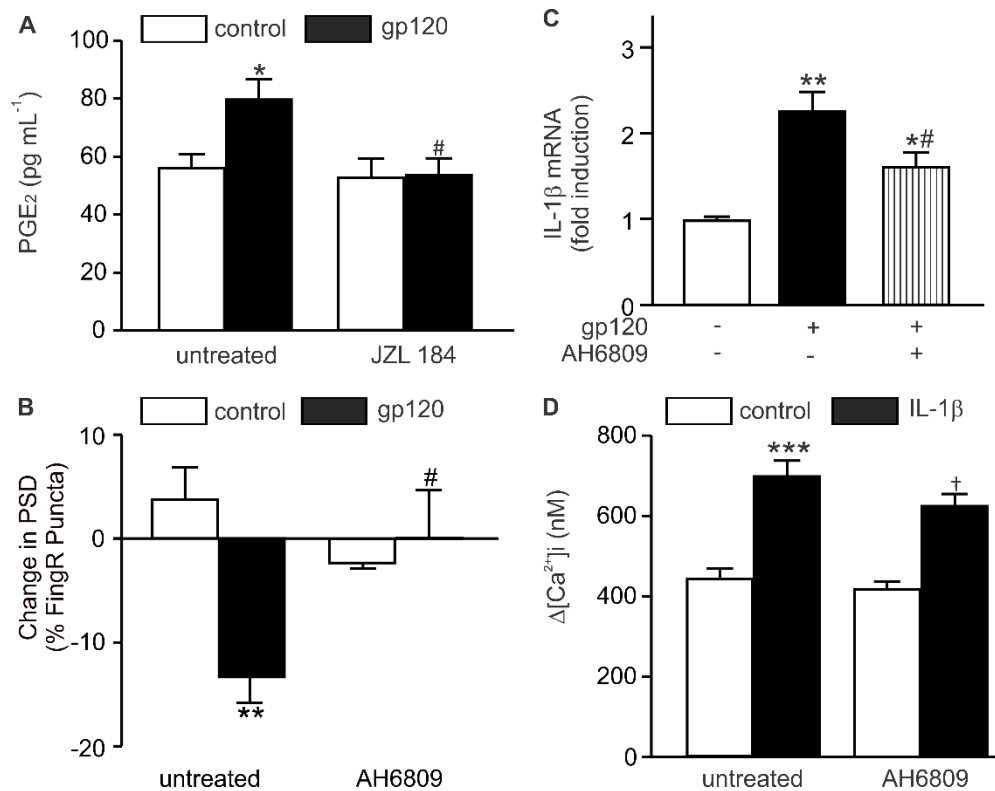 A
control gp120
PGE₂ (pg mL⁻¹)
100
80
60
40
20
0
*
#
untreated JZL 184
B
control gp120
Change in PSD
(% FingR Puncta)
10
0
-10
-20
**
#
untreated AH6809
C
IL-1β mRNA
(fold induction)
3
2
1
0
**
*#
gp120 - + +
AH6809 - - +
D
control IL-1β
Δ[Ca²⁺]i (nM)
800
600
400
200
0
***
†
untreated AH6809